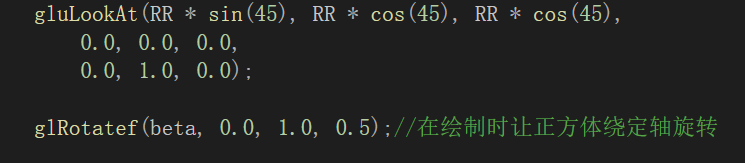 gluLookAt(RR * sin(45), RR * cos(45), RR * cos(45),
0.0, 0.0, 0.0,
0.0, 1.0, 0.0);
glRotatef(beta, 0.0, 1.0, 0.5);//在绘制时让正方体绕定轴旋转